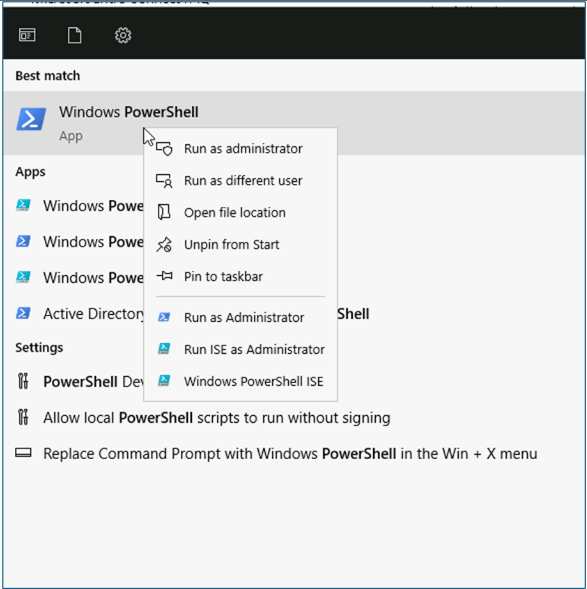 Best match
Windows PowerShell
App
Run as administrator
Run as different user
Open file location
Unpin from Start
Pin to taskbar
Run as Administrator
Run ISE as Administrator
Windows PowerShell ISE
Apps
Windows Powe
Windows Powe
Windows Powe
Active Directory
Shell
Settings
PowerShell Dev
Allow local PowerShell scripts to run without signing
Replace Command Prompt with Windows PowerShell in the Win + X menu